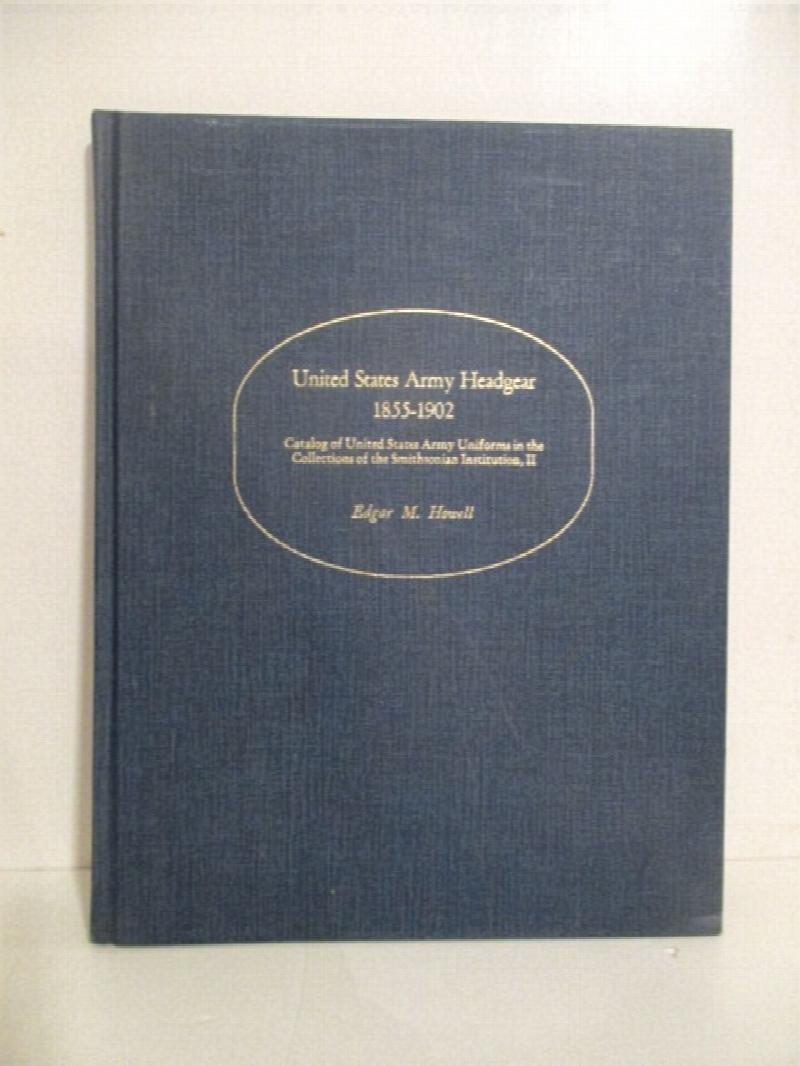 United States Army Headgear
1855-1902
Catalog of United States Army Uniforms in the
Collections of the Smithsonian Institution, II
Edgar M. Howell